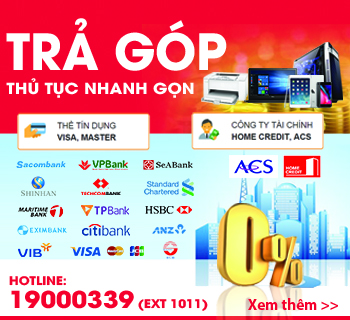 TRẢ GÓP
THỦ TỤC NHANH GỌN
THẺ TÍN DỤNG
VISA, MASTER
CÔNG TY TÀI CHÍNH
HOME CREDIT, ACS
Sacombank VPBank SeABank
SHINHAN TECHCOMBANK Standard Chartered
MARITIME BANK TPBank HSBC
EXIMBANK citibank ANZ
VIB VISA MasterCard JCB
ACS HOME CREDIT
0%
HOTLINE:
19000339 (EXT 1011)
Xem thêm >>